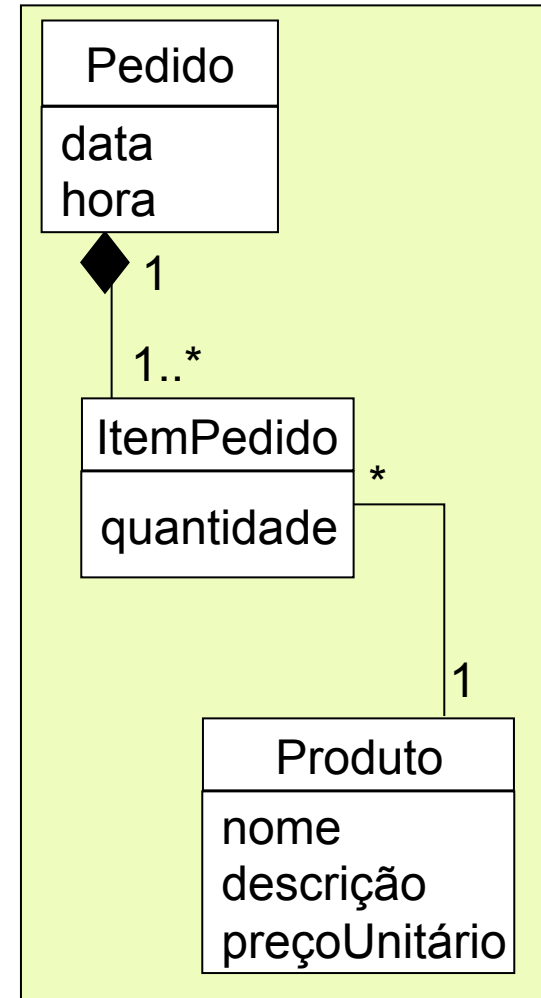 Pedido
data
hora
1
1..*
ItemPedido
*
quantidade
1
Produto
nome
descrição
preçoUnitário